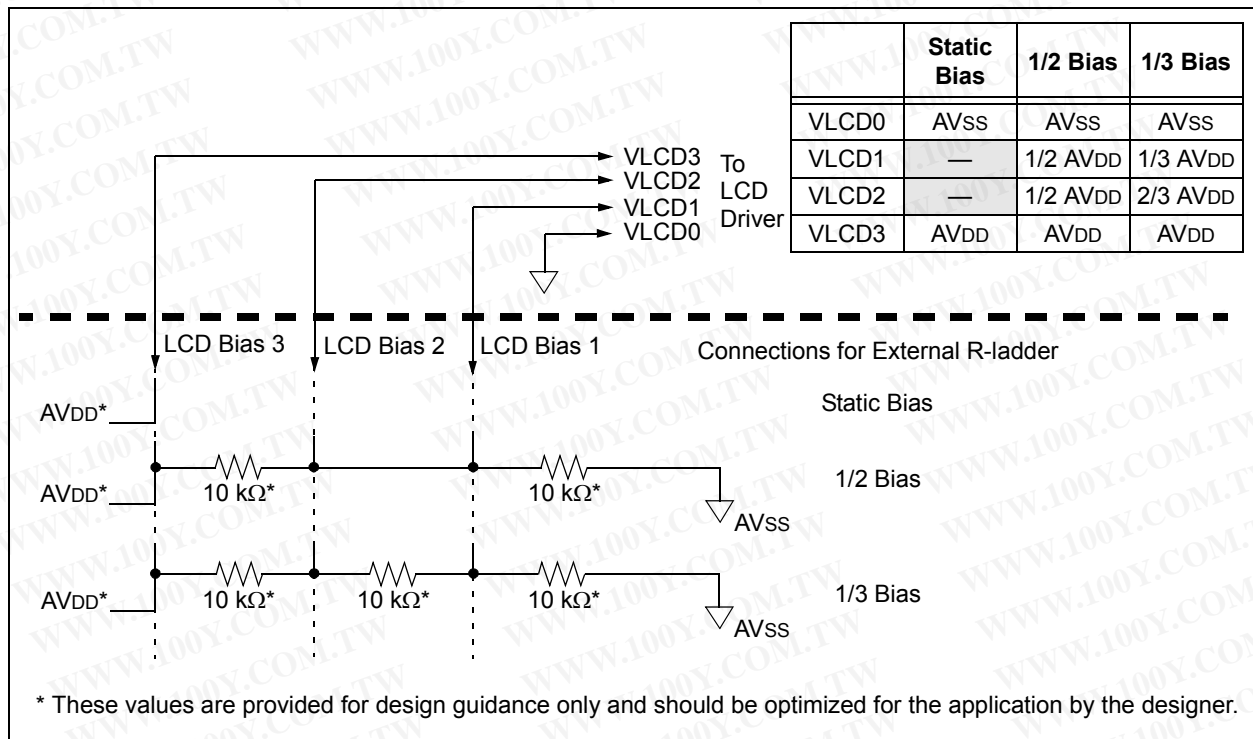 Static Bias 1/2 Bias 1/3 Bias
VLCD0 AVSS AVSS AVSS
VLCD1 — 1/2 AVDD 1/3 AVDD
VLCD2 — 1/2 AVDD 2/3 AVDD
VLCD3 AVDD AVDD AVDD
VLCD3
VLCD2
VLCD1
VLCD0
To
LCD
Driver
LCD Bias 3 LCD Bias 2 LCD Bias 1 Connections for External R-ladder
AVDD* Static Bias
AVDD* 10 kΩ* 10 kΩ* AVSS 1/2 Bias
AVDD* 10 kΩ* 10 kΩ* 10 kΩ* AVSS 1/3 Bias
* These values are provided for design guidance only and should be optimized for the application by the designer.
WWW.100Y.COM.TW